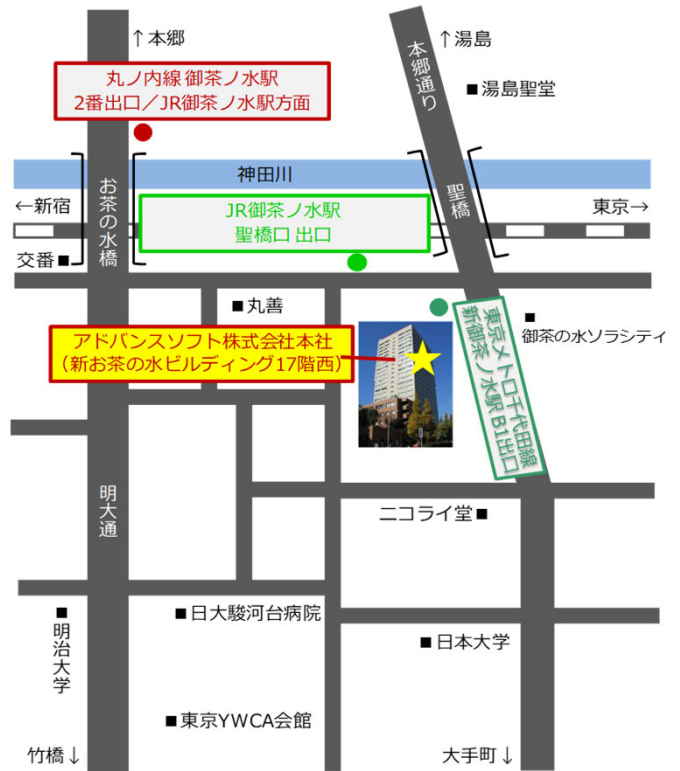 ↑本郷
↑湯島
本郷通り
■湯島聖堂
丸ノ内線 御茶ノ水駅
2番出口／JR御茶ノ水駅方面
神田川
お茶の水橋
聖橋
←新宿
東京→
JR御茶ノ水駅
聖橋口 出口
交番■
■丸善
東京メトロ千代田線
新御茶ノ水駅 B1出口
■
御茶の水ソラシティ
アドバンスソフト株式会社本社
（新お茶の水ビルディング17階西）
明大通
ニコライ堂■
■明治大学
■日大駿河台病院
■日本大学
■東京YWCA会館
竹橋↓
大手町↓